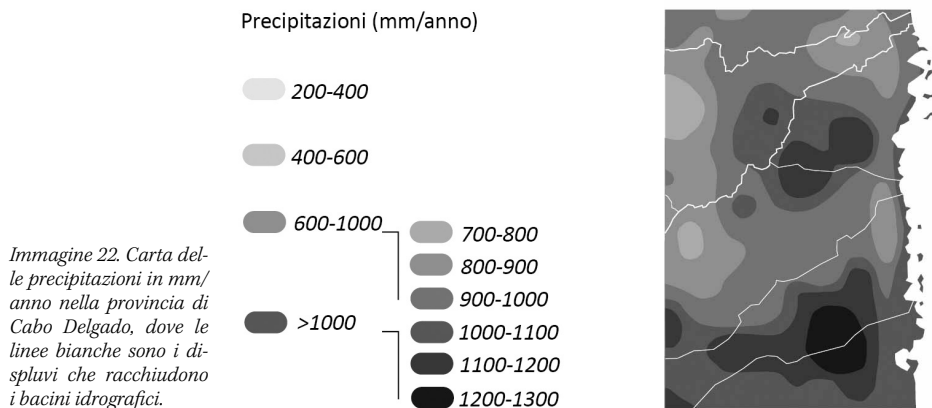 Precipitazioni (mm/anno)
200-400
400-600
600-1000
>1000
700-800
800-900
900-1000
1000-1100
1100-1200
1200-1300
Immagine 22. Carta del-
le precipitazioni in mm/
anno nella provincia di
Cabo Delgado, dove le
linee bianche sono i di-
spluvi che racchiudono
i bacini idrografici.